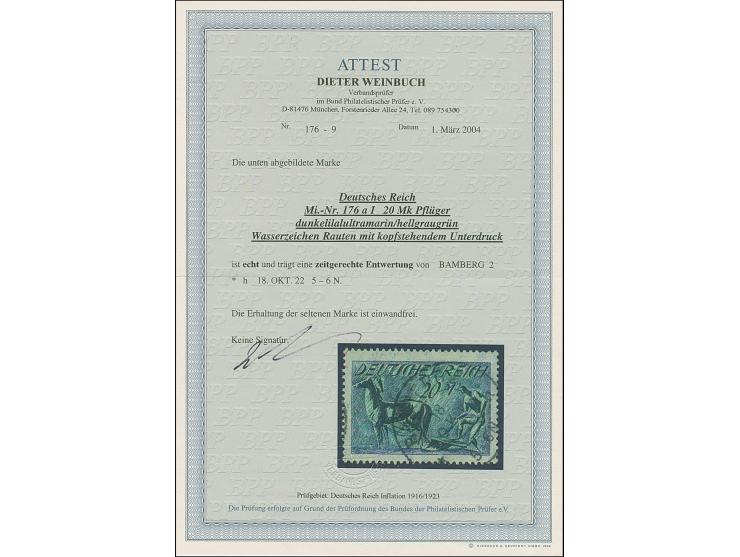 ATTEST
DIETER WEINBUCH
Verbandsprüfer
im Bund Philatelistischer Prüfer e. V.
D-81476 München, Forstenrieder Allee 24, Tel. 089 754300
Nr. 176 - 9 Datum 1. März 2004
Die unten abgebildete Marke
Deutsches Reich
Mi.-Nr. 176 a I 20 Mk Pflüger
dunkelilalultramarin/hellgraugrün
Wasserzeichen Rauten mit kopfstehendem Unterdruck
ist echt und trägt eine zeitgerechte Entwertung von BAMBERG 2
* h 18. OKT. 22 5 – 6 N.
Die Erhaltung der seltenen Marke ist einwandfrei.
Keine Signatur.
DEUTSCHES REICH
20 M
Prüfgebiet: Deutsches Reich Inflation 1916/1923
Die Prüfung erfolgte auf Grund der Prüfordnung des Bundes der Philatelistischen Prüfer e.V.